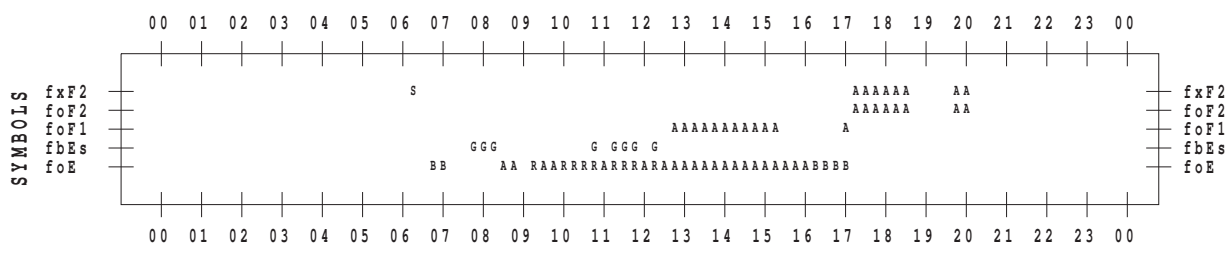 00 01 02 03 04 05 06 07 08 09 10 11 12 13 14 15 16 17 18 19 20 21 22 23 00
SYMBOLS
fxF2 S AAAAAA AA fxF2
foF2 AAAAAA AA foF2
foF1 AAAAAAAAAAA A foF1
fbEs GGG G GGG G fbEs
foE BB AA RAARRRRARRRARAAAAAAAAAAAAAAABBBB foE
00 01 02 03 04 05 06 07 08 09 10 11 12 13 14 15 16 17 18 19 20 21 22 23 00